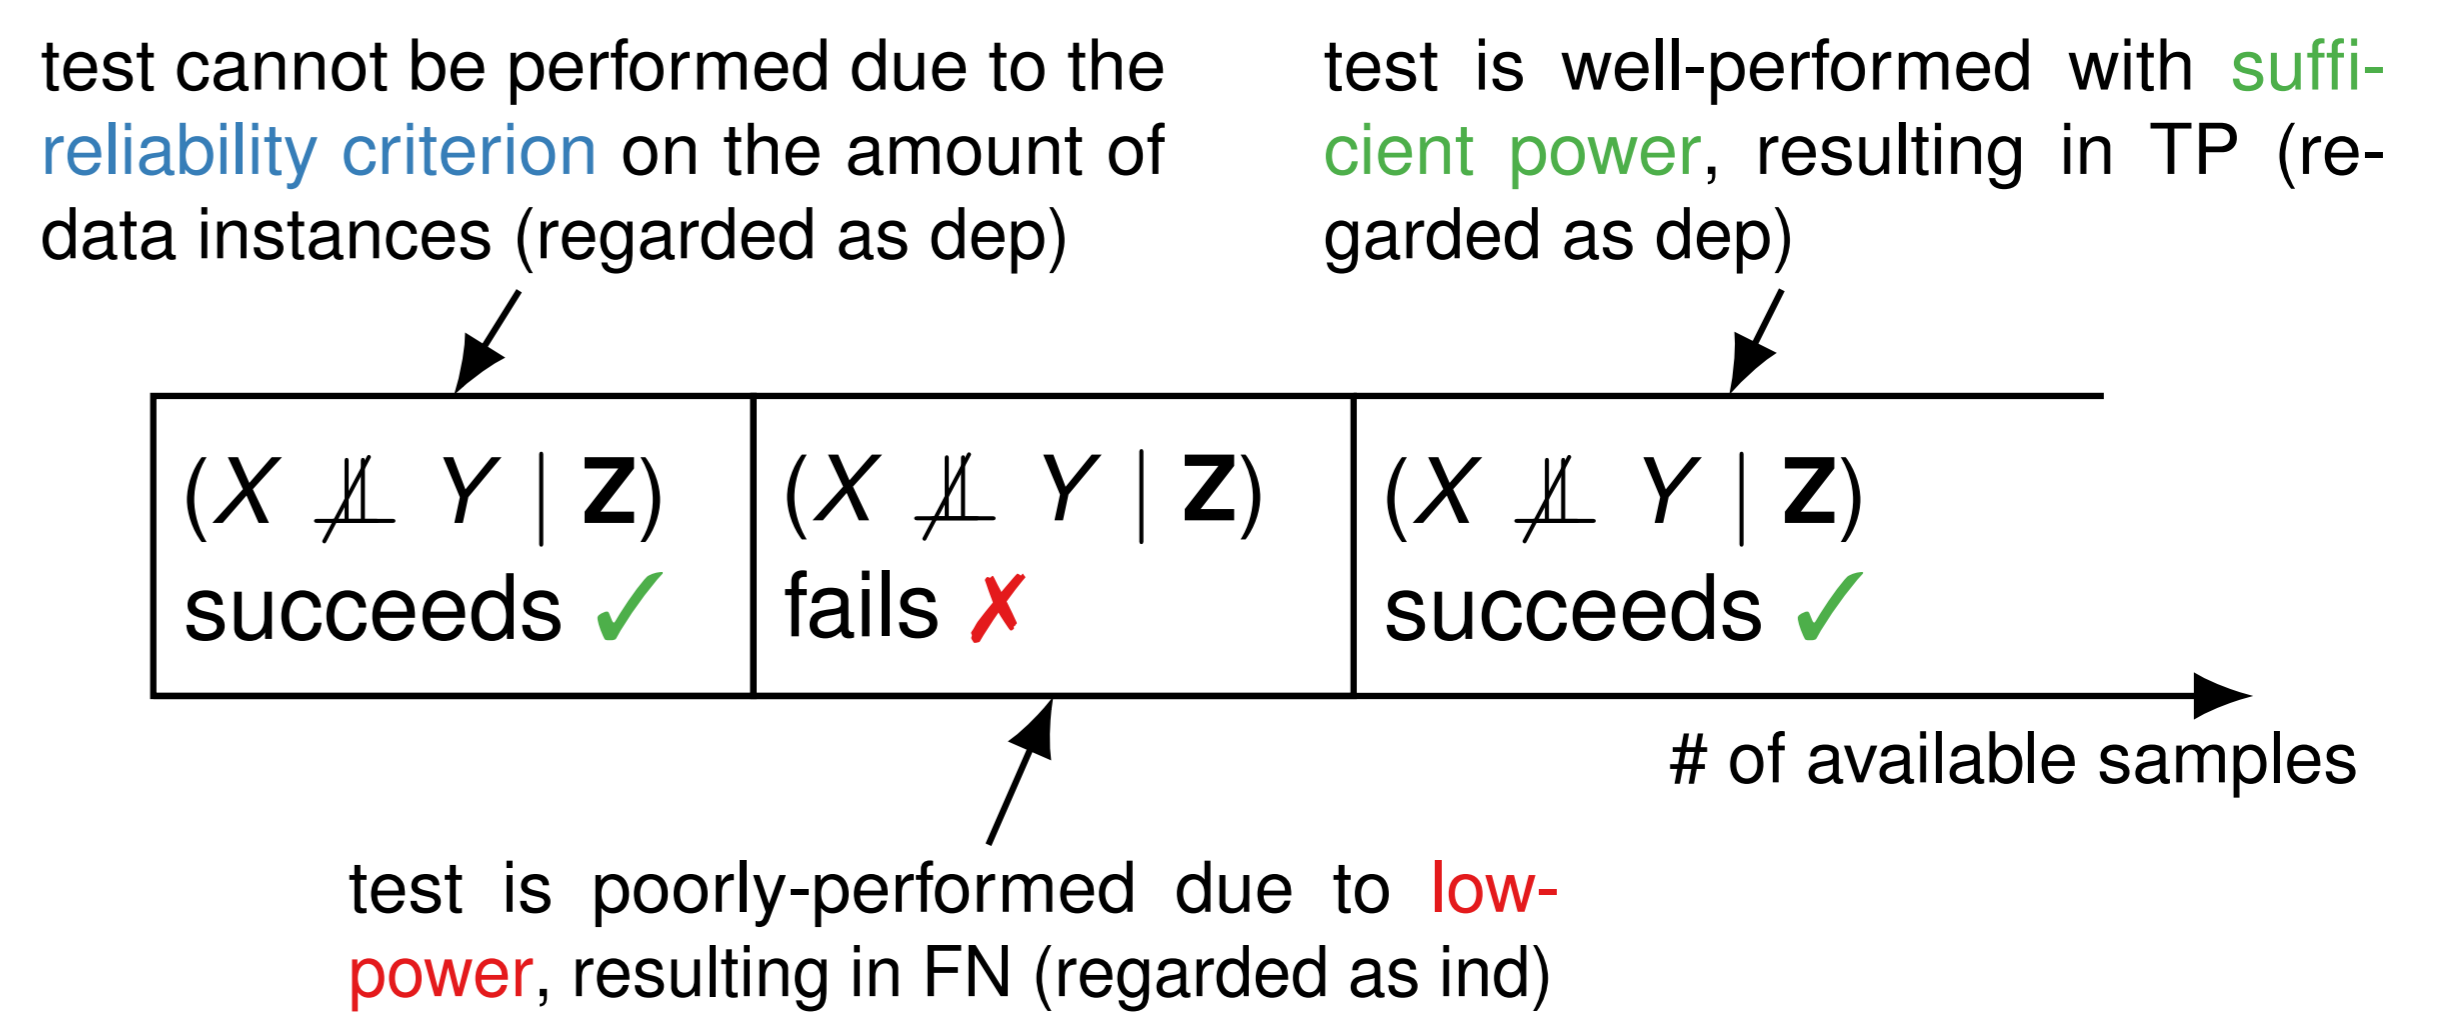 test cannot be performed due to the
reliability criterion on the amount of
data instances (regarded as dep)
test is well-performed with suffi-
cient power, resulting in TP (re-
garded as dep)
(X ⫫̸ Y | Z)
succeeds ✓
(X ⫫̸ Y | Z)
fails ✗
(X ⫫̸ Y | Z)
succeeds ✓
# of available samples
test is poorly-performed due to low-
power, resulting in FN (regarded as ind)